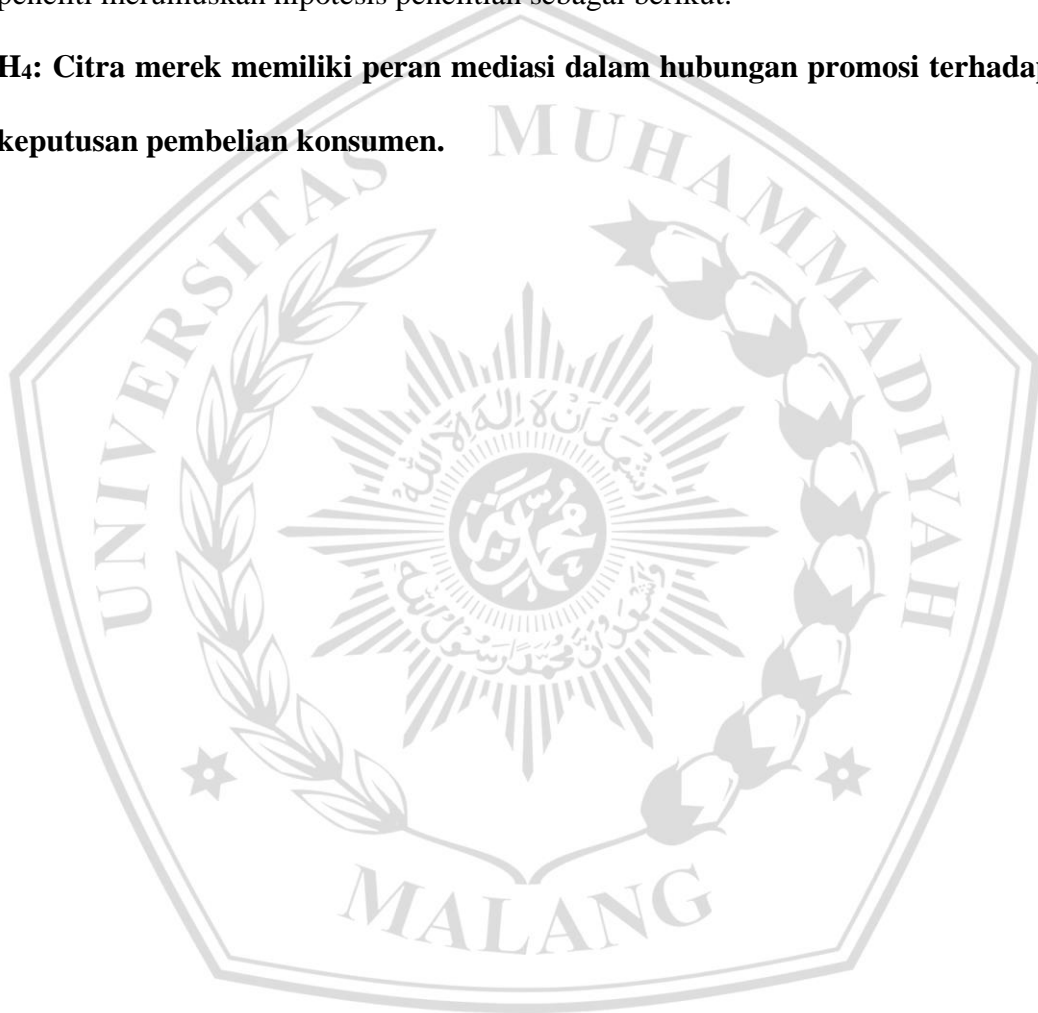 peneliti merumuskan hipotesis penelitian sebagai berikut.
H₄: Citra merek memiliki peran mediasi dalam hubungan promosi terhadap
keputusan pembelian konsumen.
UNIVERSITAS MUHAMMADIYAH
MALANG